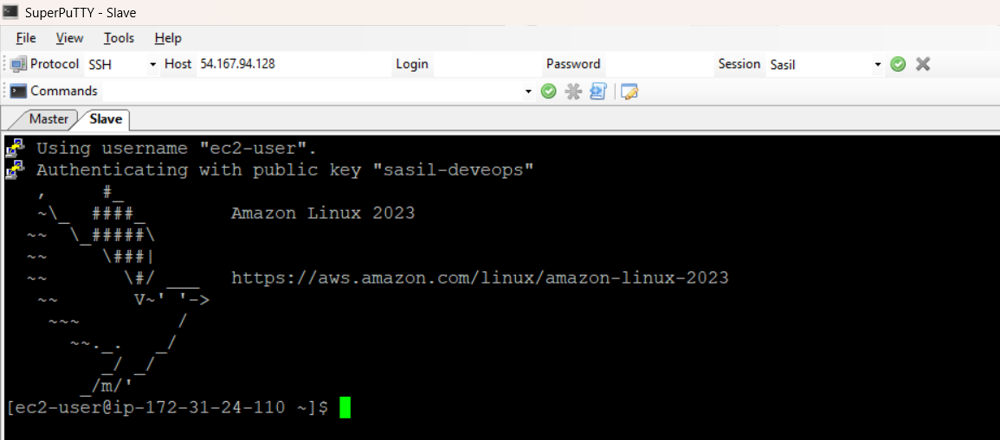 SuperPuTTY - Slave
File View Tools Help
Protocol SSH Host 54.167.94.128 Login Password Session Sasil
Commands
Master Slave
Using username "ec2-user".
Authenticating with public key "sasil-deveops"
   ,     #_
   ~\_  ####_        Amazon Linux 2023
  ~~  \_#####\
  ~~     \###|
  ~~       \#/ ___   https://aws.amazon.com/linux/amazon-linux-2023
   ~~       V~' '->
    ~~~         /
      ~~._.   _/
         _/ _/
       _/m/'
[ec2-user@ip-172-31-24-110 ~]$